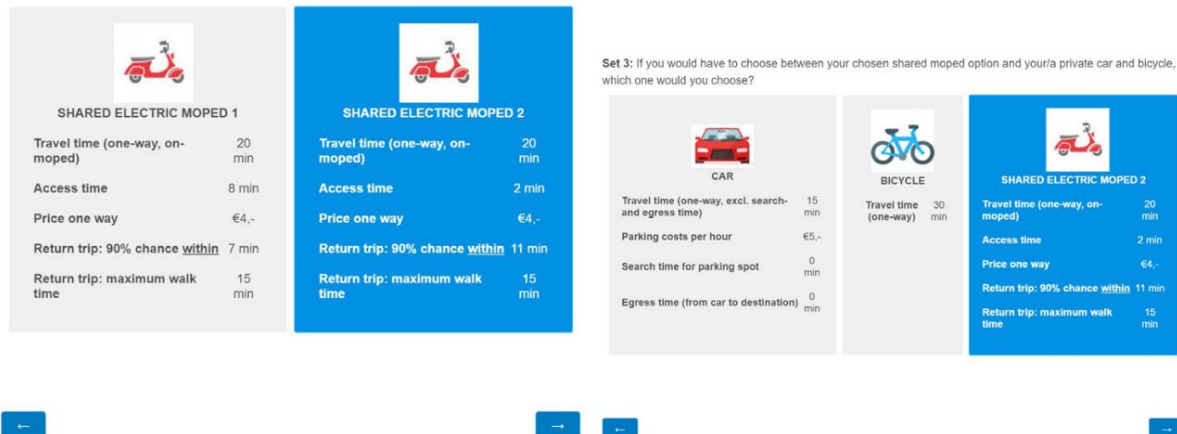 SHARED ELECTRIC MOPED 1
Travel time (one-way, on- 20
moped) min
Access time 8 min
Price one way €4,-
Return trip: 90% chance within 7 min
Return trip: maximum walk 15
time min
SHARED ELECTRIC MOPED 2
Travel time (one-way, on- 20
moped) min
Access time 2 min
Price one way €4,-
Return trip: 90% chance within 11 min
Return trip: maximum walk 15
time min
← →
Set 3: If you would have to choose between your chosen shared moped option and your/a private car and bicycle,
which one would you choose?
CAR
Travel time (one-way, excl. search- 15
and egress time) min
Parking costs per hour €5,-
Search time for parking spot 0
min
Egress time (from car to destination) 0
min
BICYCLE
Travel time 30
(one-way) min
SHARED ELECTRIC MOPED 2
Travel time (one-way, on- 20
moped) min
Access time 2 min
Price one way €4,-
Return trip: 90% chance within 11 min
Return trip: maximum walk 15
time min
← →